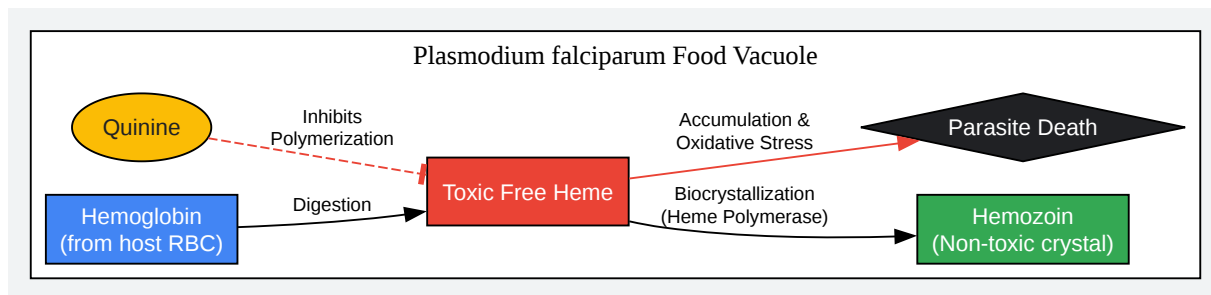 Plasmodium falciparum Food Vacuole
Quinine
Inhibits
Polymerization
Accumulation &
Oxidative Stress
Parasite Death
Hemoglobin
(from host RBC)
Digestion
Toxic Free Heme
Biocrystallization
(Heme Polymerase)
Hemozoin
(Non-toxic crystal)